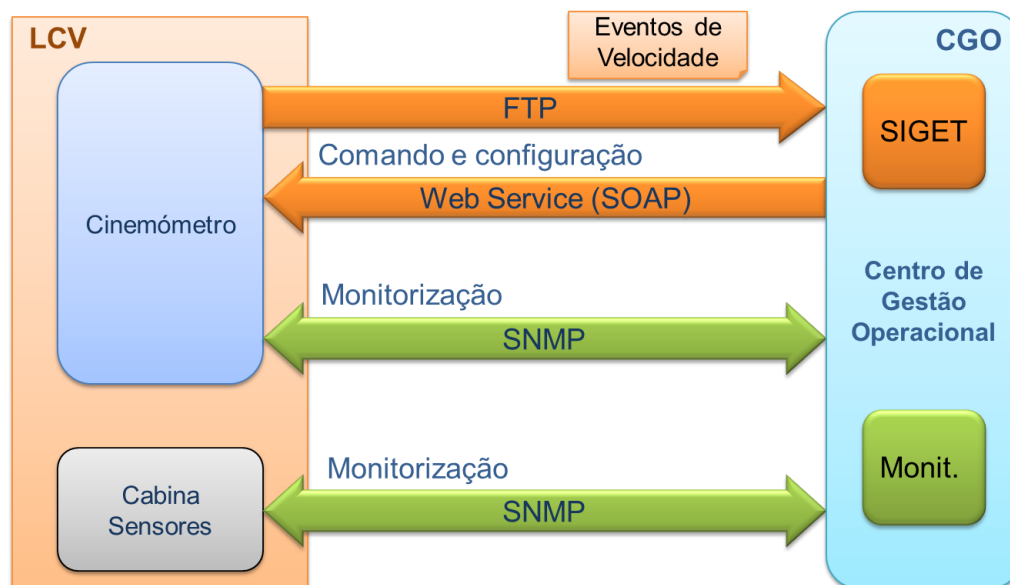 LCV
Eventos de
Velocidade
CGO
FTP
SIGET
Comando e configuração
Web Service (SOAP)
Cinemómetro
Centro de
Gestão
Operacional
Monitorização
SNMP
Monitorização
Monit.
Cabina
Sensores
SNMP